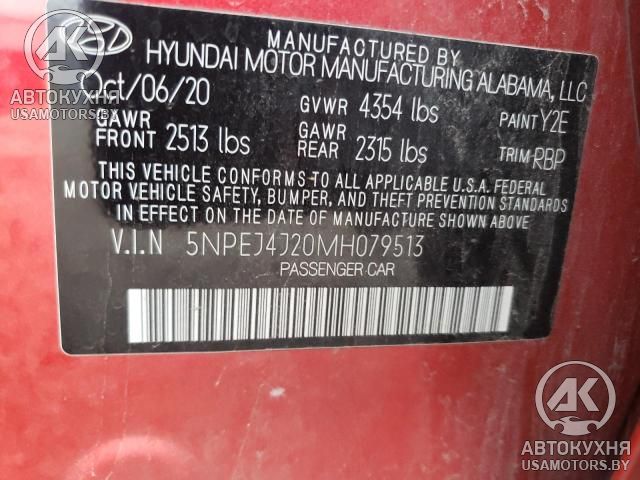 MANUFACTURED BY
HYUNDAI MOTOR MANUFACTURING ALABAMA, LLC
Oct/06/20
GVWR 4354 lbs
PAINT Y2E
GAWR
FRONT 2513 lbs
GAWR
REAR 2315 lbs
TRIM RBP
THIS VEHICLE CONFORMS TO ALL APPLICABLE U.S.A. FEDERAL
MOTOR VEHICLE SAFETY, BUMPER, AND THEFT PREVENTION STANDARDS
IN EFFECT ON THE DATE OF MANUFACTURE SHOWN ABOVE.
V.I.N 5NPEJ4J20MH079513
PASSENGER CAR
АК
АВТОКУХНЯ
USAMOTORS.BY
АК
АВТОКУХНЯ
USAMOTORS.BY